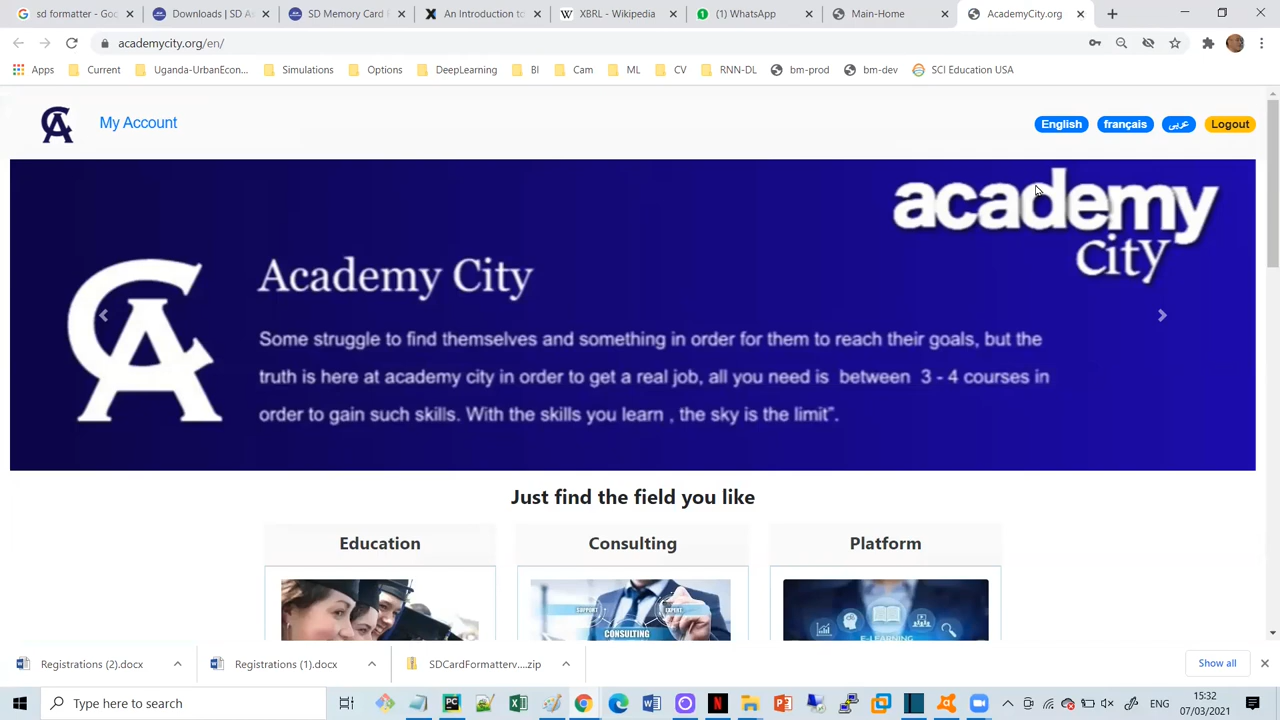 sd formatter - Goo
Downloads | SD As
SD Memory Card F
An Introduction to
XBRL - Wikipedia
(1) WhatsApp
Main-Home
AcademyCity.org
academycity.org/en/
Apps
Current
Uganda-UrbanEcon...
Simulations
Options
DeepLearning
BI
Cam
ML
CV
RNN-DL
bm-prod
bm-dev
SCI Education USA
CA
My Account
English
français
عربى
Logout
academy
city
CA
Academy City
Some struggle to find themselves and something in order for them to reach their goals, but the
truth is here at academy city in order to get a real job, all you need is between 3 - 4 courses in
order to gain such skills. With the skills you learn , the sky is the limit”.
Just find the field you like
Education
Consulting
Platform
SUPPORT
EXPERT
CONSULTING
E-LEARNING
Registrations (2).docx
Registrations (1).docx
SDCardFormatterv....zip
Show all
Type here to search
ENG
15:32
07/03/2021